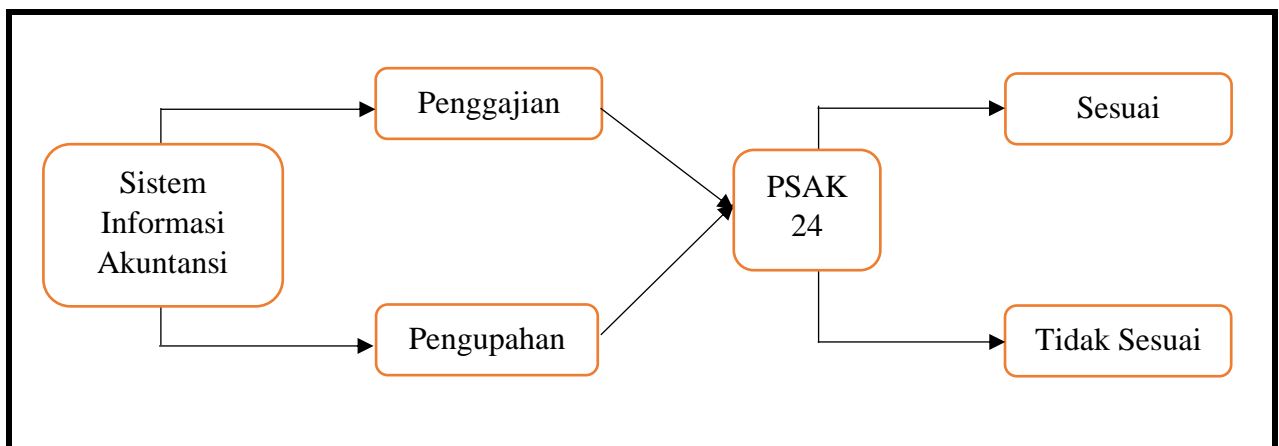 Sistem
Informasi
Akuntansi
Penggajian
Pengupahan
PSAK
24
Sesuai
Tidak Sesuai